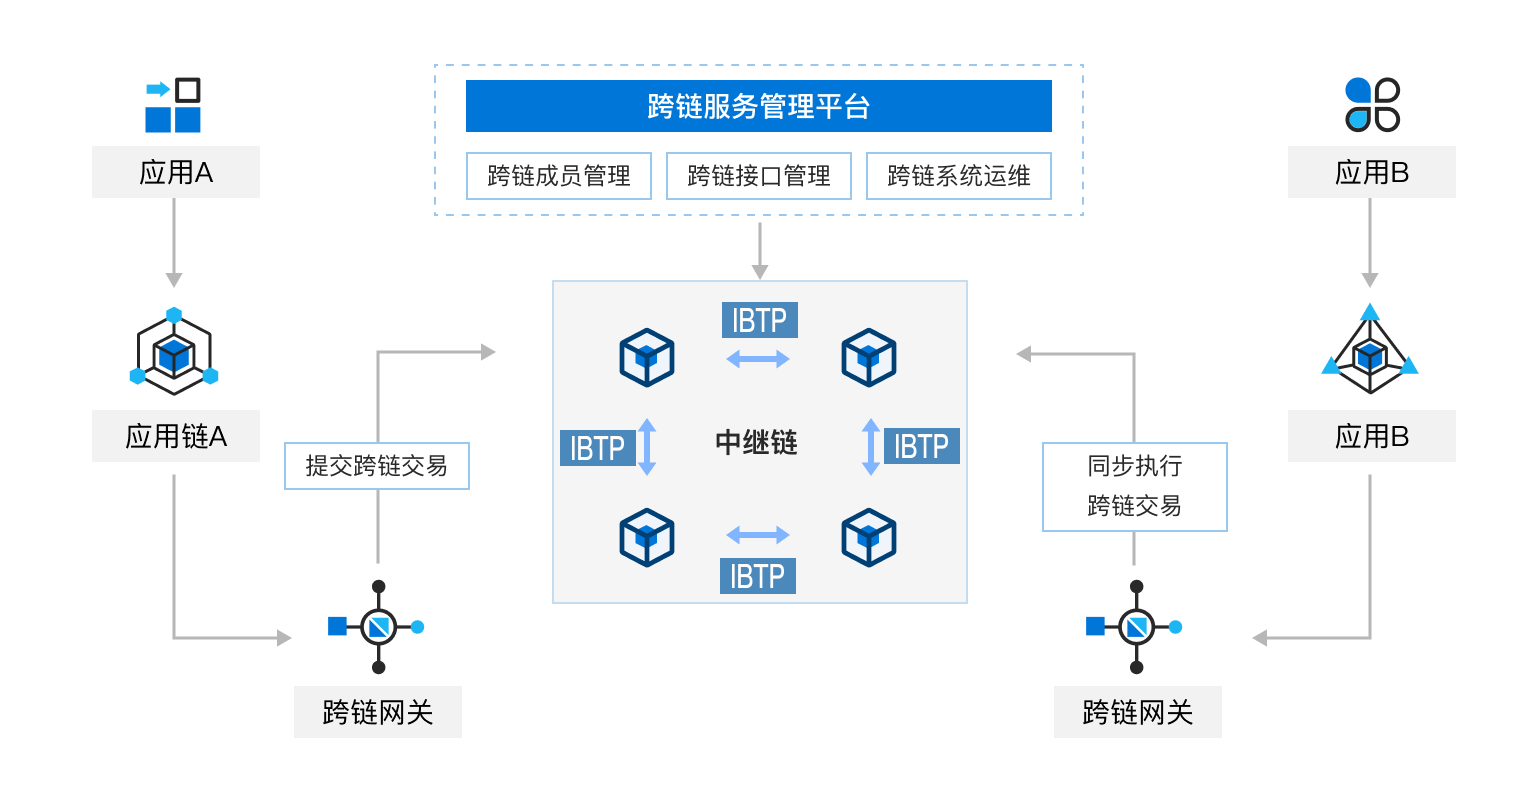 跨链服务管理平台
跨链成员管理
跨链接口管理
跨链系统运维
应用A
应用B
IBTP
IBTP
中继链
IBTP
IBTP
应用链A
应用B
提交跨链交易
同步执行
跨链交易
跨链网关
跨链网关